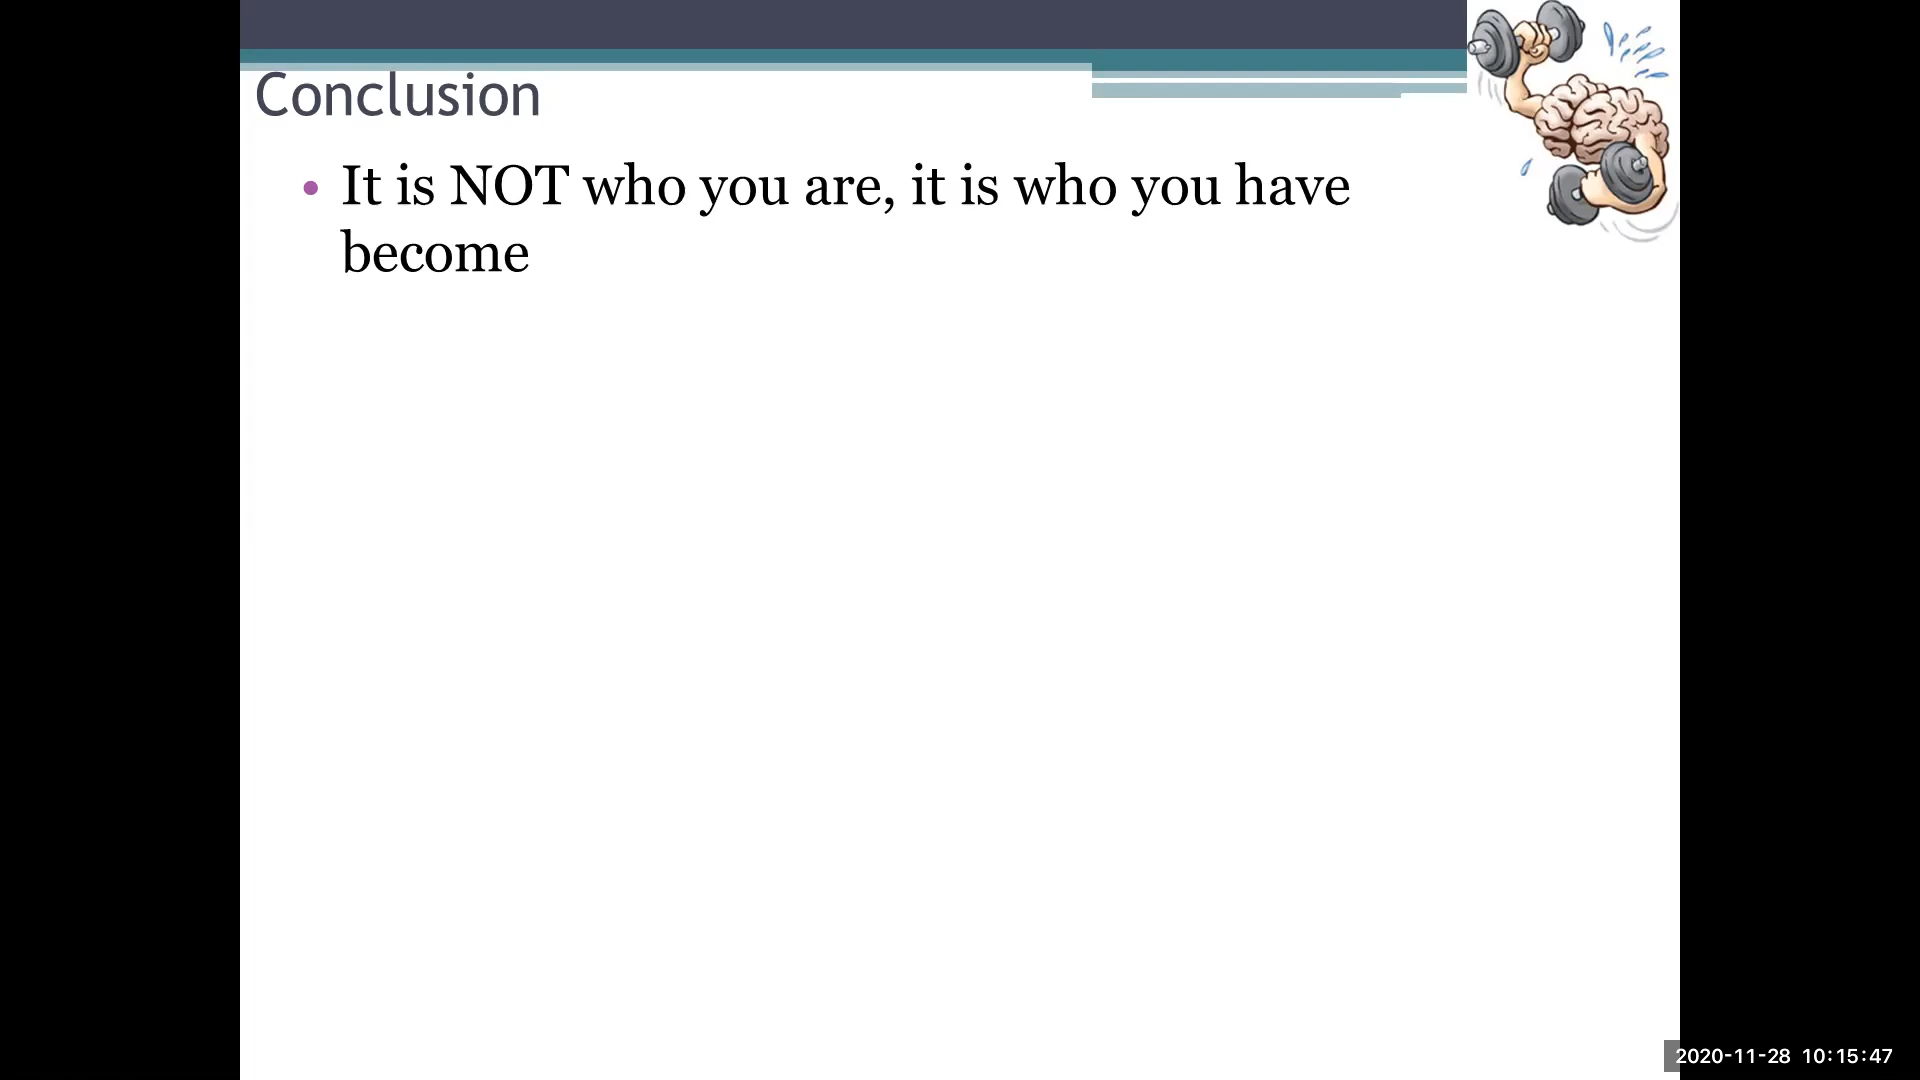 Conclusion
• It is NOT who you are, it is who you have
become
2020-11-28 10:15:47